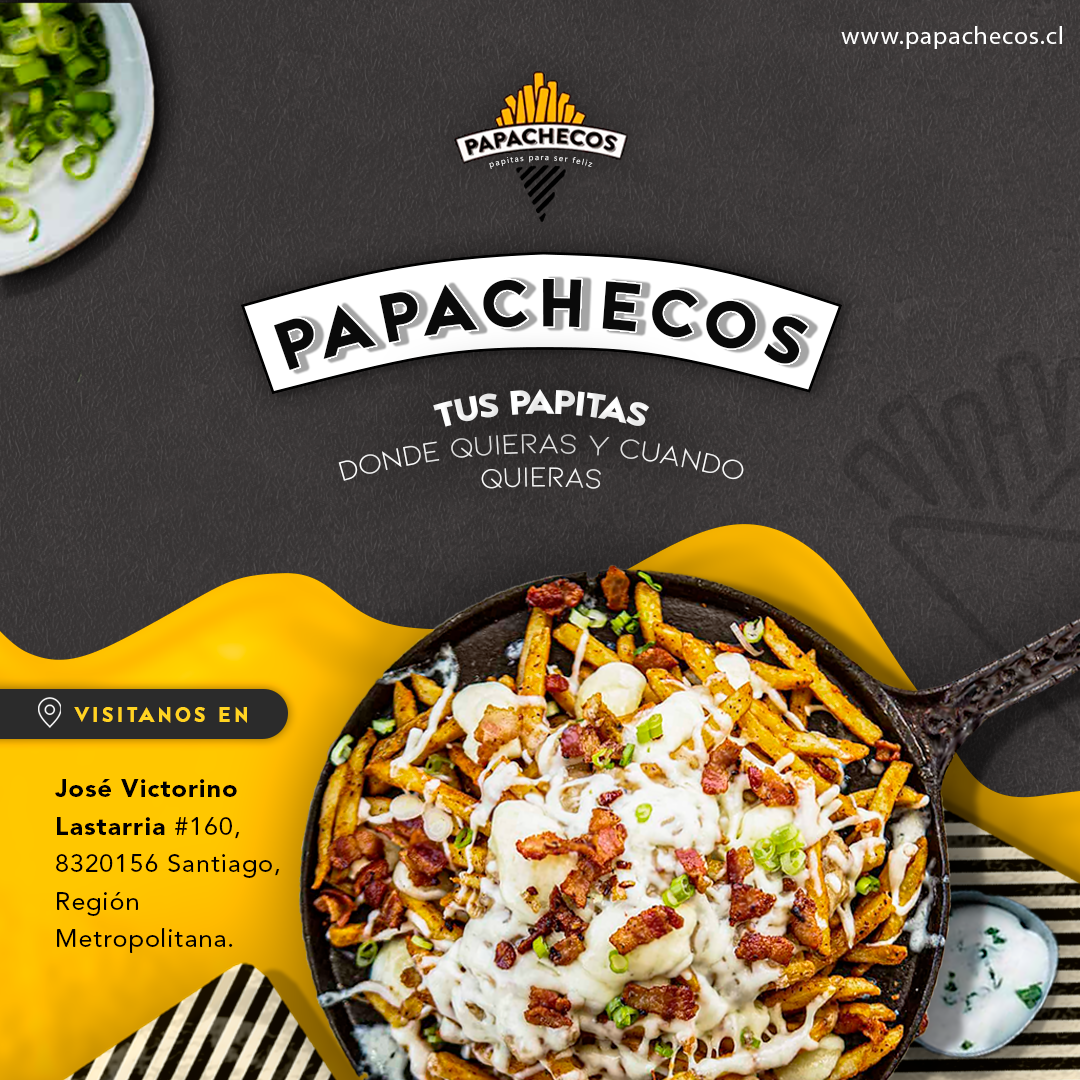 www.papachecos.cl
PAPACHECOS
papitas para ser feliz
PAPACHECOS
TUS PAPITAS
DONDE QUIERAS Y CUANDO
QUIERAS
VISITANOS EN
José Victorino
Lastarria #160,
8320156 Santiago,
Región
Metropolitana.